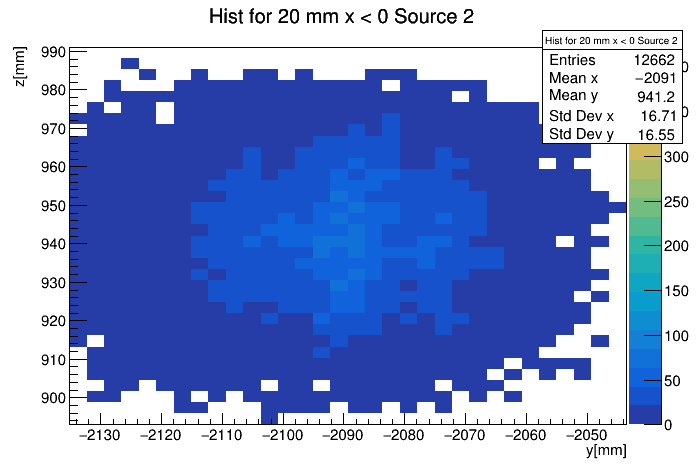 Hist for 20 mm x < 0 Source 2
z[mm]
990
980
970
960
950
940
930
920
910
900
−2130 −2120 −2110 −2100 −2090 −2080 −2070 −2060 −2050
y[mm]
Hist for 20 mm x < 0 Source 2
Entries 12662
Mean x −2091
Mean y 941.2
Std Dev x 16.71
Std Dev y 16.55
300
250
200
150
100
50
0